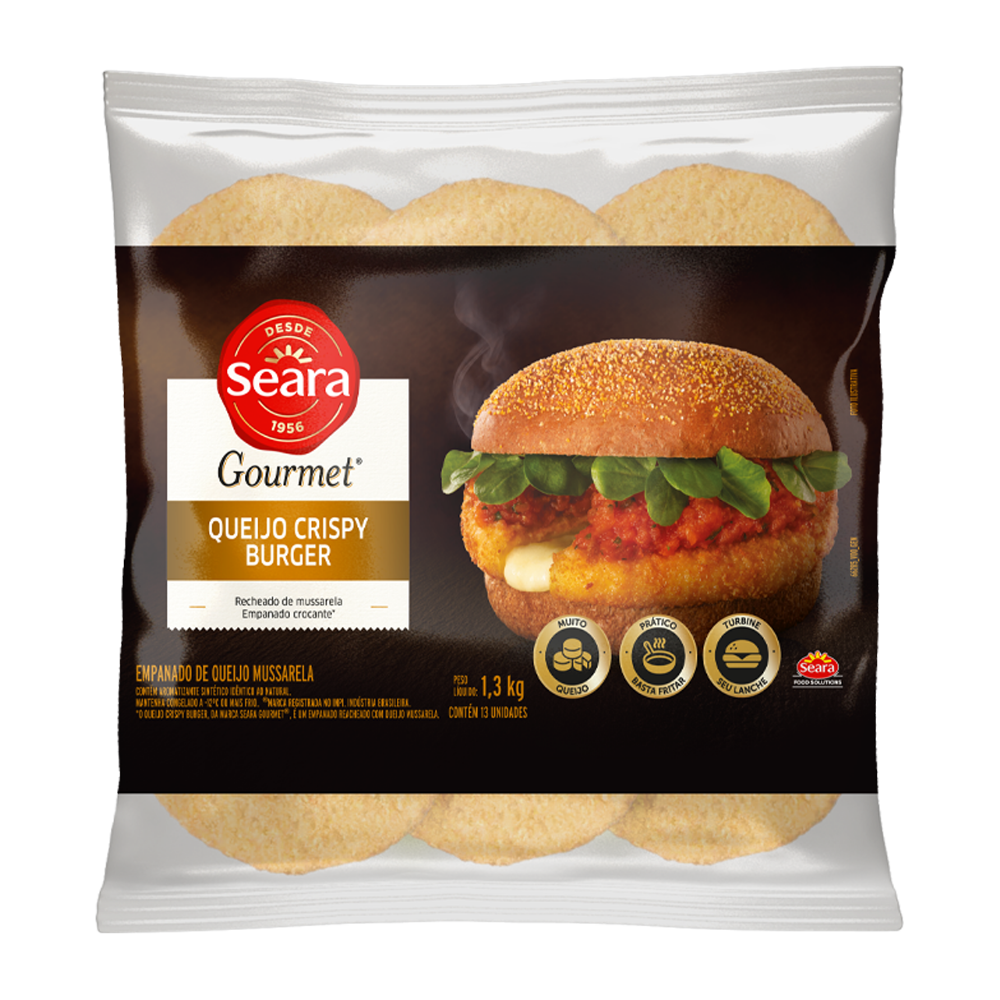 DESDE
Seara
1956
Gourmet®
QUEIJO CRISPY
BURGER
Recheado de mussarela
Empanado crocante*
EMPANADO DE QUEIJO MUSSARELA
CONTÉM AROMATIZANTE SINTÉTICO IDÊNTICO AO NATURAL.
MANTENHA CONGELADO A -12°C OU MAIS FRIO. ®MARCA REGISTRADA NO INPI. INDÚSTRIA BRASILEIRA.
*O QUEIJO CRISPY BURGER, DA MARCA SEARA GOURMET®, É UM EMPANADO RECHEADO COM QUEIJO MUSSARELA.
PESO
LÍQUIDO: 1,3 kg
CONTÉM 13 UNIDADES
MUITO
QUEIJO
PRÁTICO
BASTA FRITAR
TURBINE
SEU LANCHE
Seara
FOOD SOLUTIONS
FOTO ILUSTRATIVA